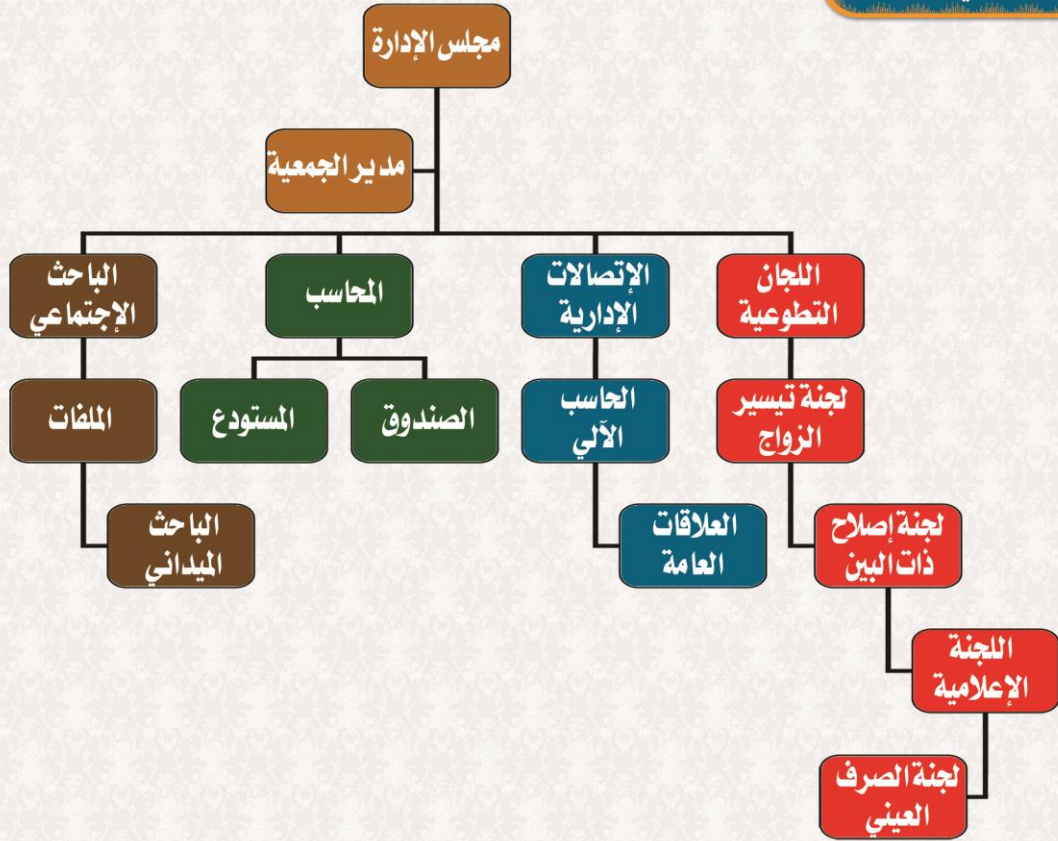 مجلس الإدارة
مدير الجمعية
اللجان
التطوعية
الإتصالات
الإدارية
المحاسب
الباحث
الإجتماعي
لجنة تيسير
الزواج
الحاسب
الآلي
الصندوق
المستودع
الملفات
لجنة إصلاح
ذات البين
العلاقات
العامة
الباحث
الميداني
اللجنة
الإعلامية
لجنة الصرف
العيني